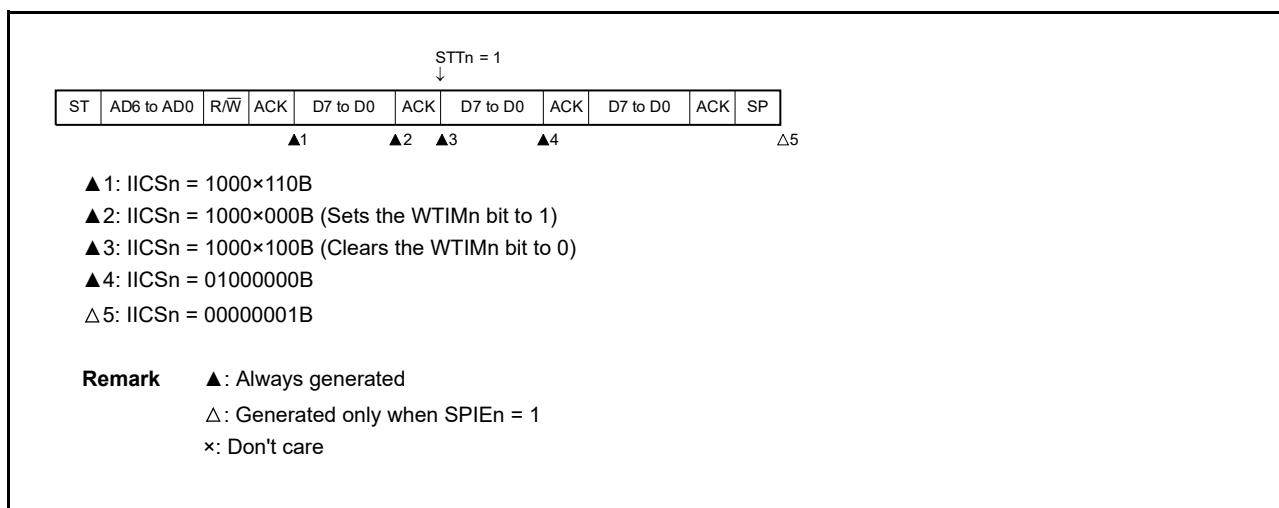 STTn = 1
↓
ST AD6 to AD0 R/W̅ ACK D7 to D0 ACK D7 to D0 ACK D7 to D0 ACK SP
▲1 ▲2 ▲3 ▲4 △5
▲1: IICSn = 1000×110B
▲2: IICSn = 1000×000B (Sets the WTIMn bit to 1)
▲3: IICSn = 1000×100B (Clears the WTIMn bit to 0)
▲4: IICSn = 01000000B
△5: IICSn = 00000001B
Remark ▲: Always generated
△: Generated only when SPIEn = 1
×: Don't care